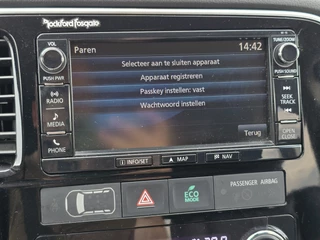 Rockford Fosgate
VOL
PUSH PWR
RADIO
MEDIA
PHONE
Paren
14:42
Selecteer aan te sluiten apparaat
Apparaat registreren
Passkey instellen: vast
Wachtwoord instellen
Terug
TUNE/ZOOM
PUSH SOUND
SEEK
TRACK
OPEN
CLOSE
INFO/SET
MAP
NAV
ECO
MODE
PASSENGER AIRBAG